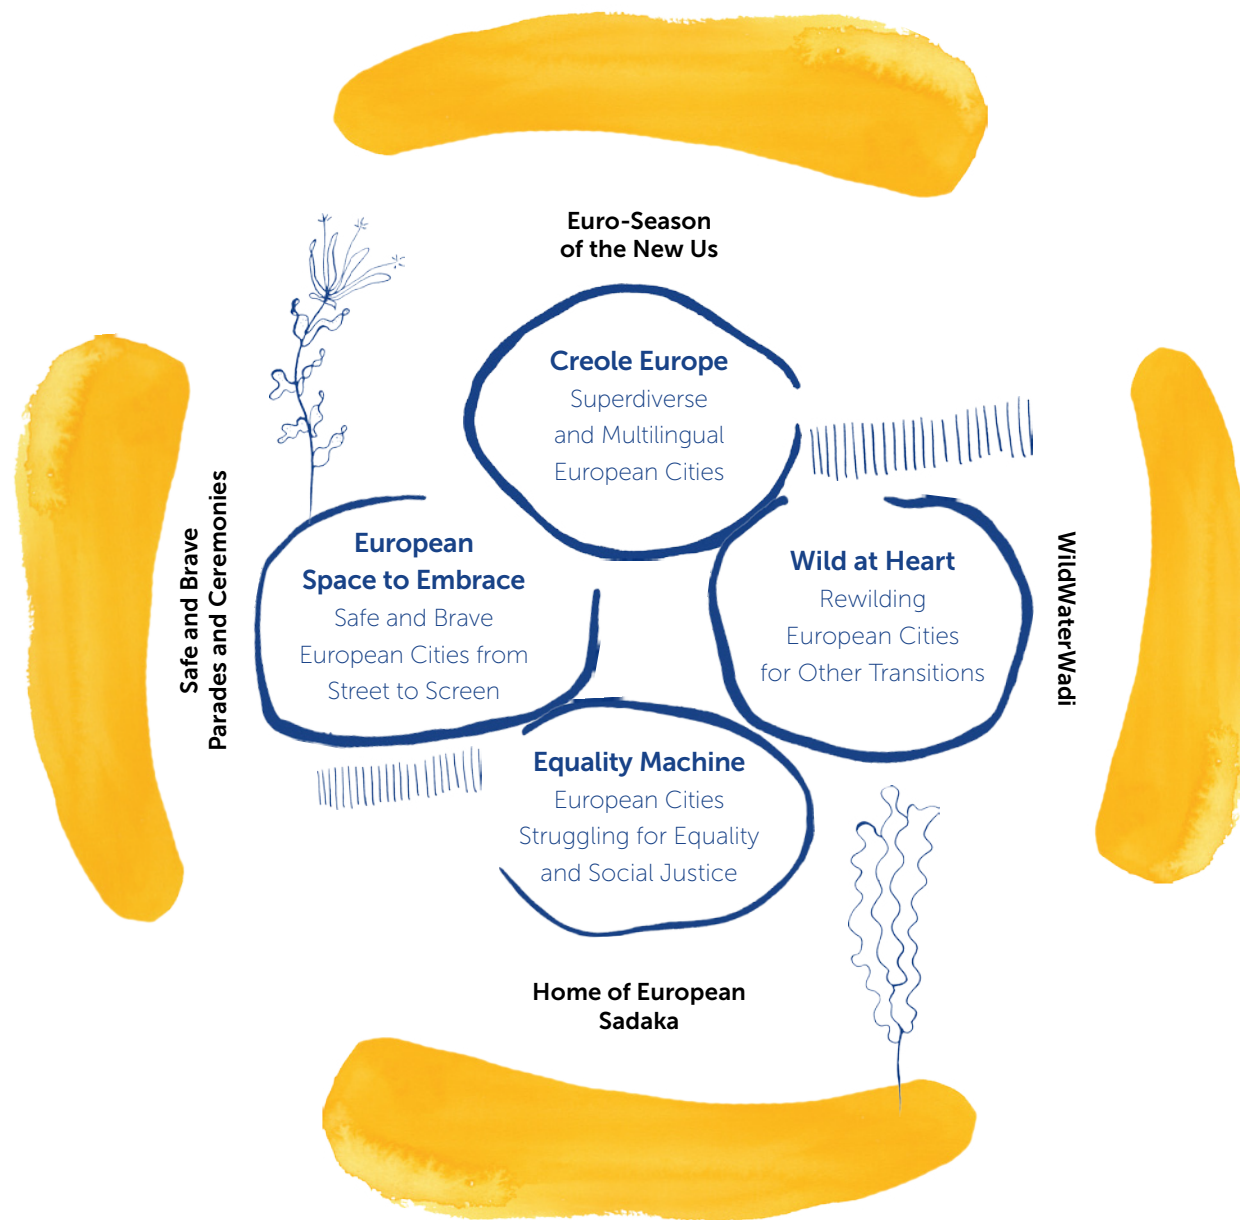 Euro-Season
of the New Us
Creole Europe
Superdiverse
and Multilingual
European Cities
Safe and Brave
Parades and Ceremonies
European
Space to Embrace
Safe and Brave
European Cities from
Street to Screen
Wild at Heart
Rewilding
European Cities
for Other Transitions
WildWaterWadi
Equality Machine
European Cities
Struggling for Equality
and Social Justice
Home of European
Sadaka